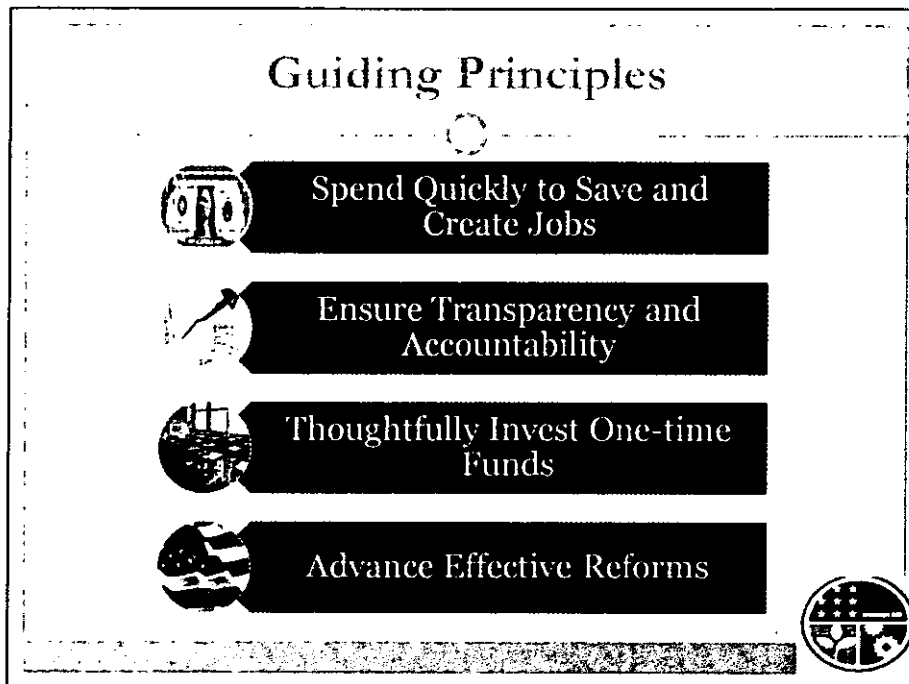 Guiding Principles
Spend Quickly to Save and
Create Jobs
Ensure Transparency and
Accountability
Thoughtfully Invest One-time
Funds
Advance Effective Reforms